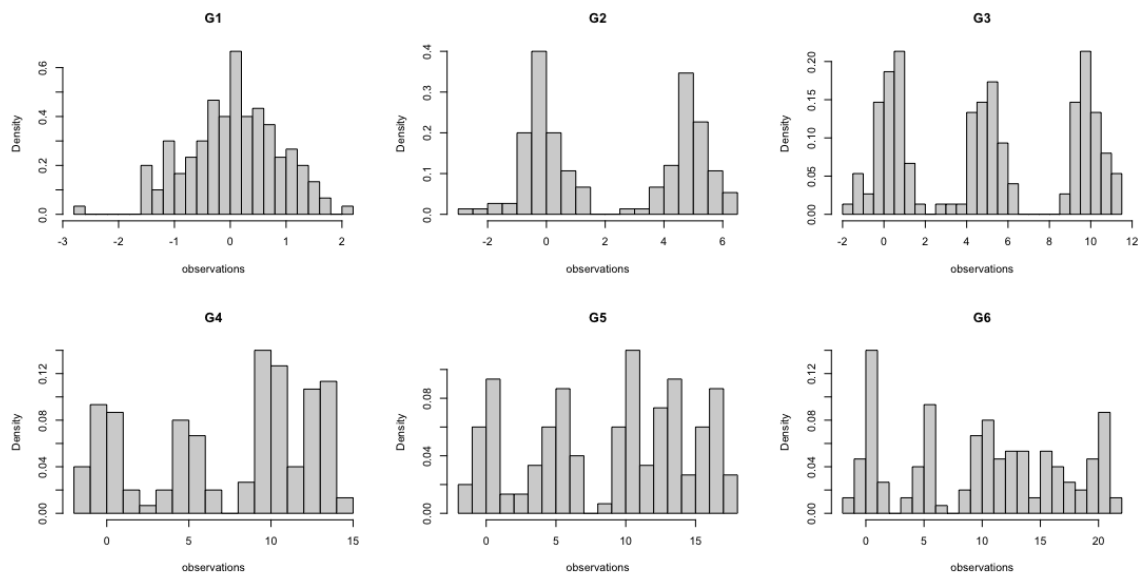 G1
G2
G3
Density
0.0 0.2 0.4 0.6
-3 -2 -1 0 1 2
observations
Density
0.0 0.1 0.2 0.3 0.4
-2 0 2 4 6
observations
Density
0.00 0.05 0.10 0.15 0.20
-2 0 2 4 6 8 10 12
observations
G4
G5
G6
Density
0.00 0.04 0.08 0.12
0 5 10 15
observations
Density
0.00 0.04 0.08
0 5 10 15
observations
Density
0.00 0.04 0.08 0.12
0 5 10 15 20
observations